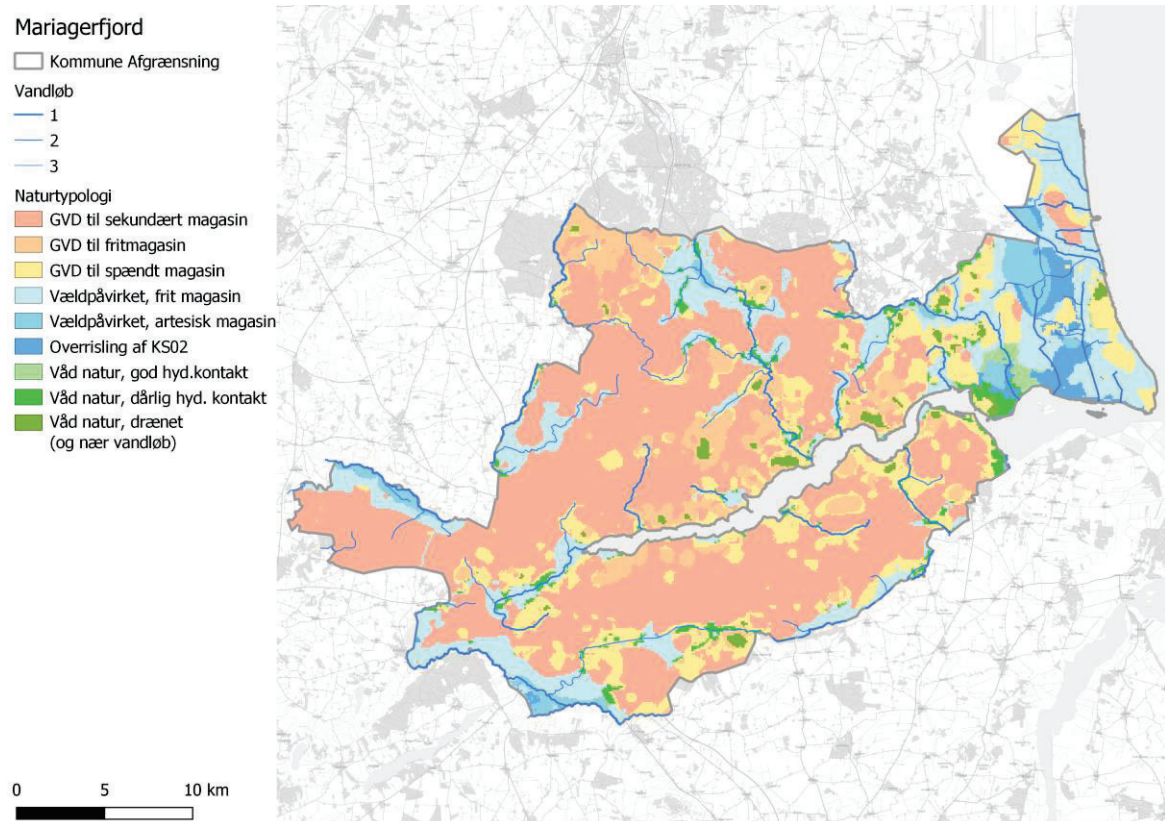 Mariagerfjord
Kommune Afgrænsning
Vandløb
1
2
3
Naturtypologi
GVD til sekundært magasin
GVD til fritmagasin
GVD til spændt magasin
Vældpåvirket, frit magasin
Vældpåvirket, artesisk magasin
Overrisling af KS02
Våd natur, god hyd.kontakt
Våd natur, dårlig hyd. kontakt
Våd natur, drænet
(og nær vandløb)
0 5 10 km